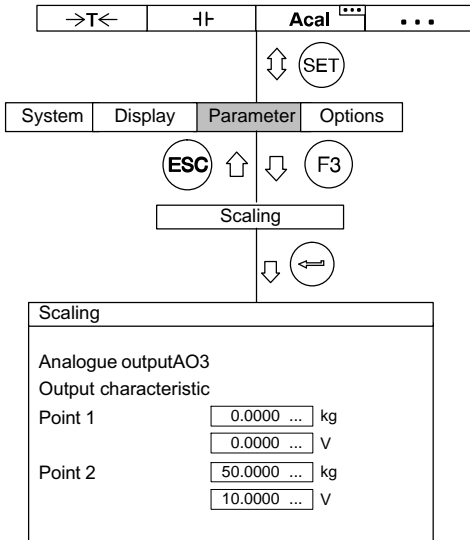 →T← ⊣⊢ Acal ... ...
SET
System Display Parameter Options
ESC F3
Scaling
Scaling
Analogue outputAO3
Output characteristic
Point 1 0.0000 ... kg
0.0000 ... V
Point 2 50.0000 ... kg
10.0000 ... V